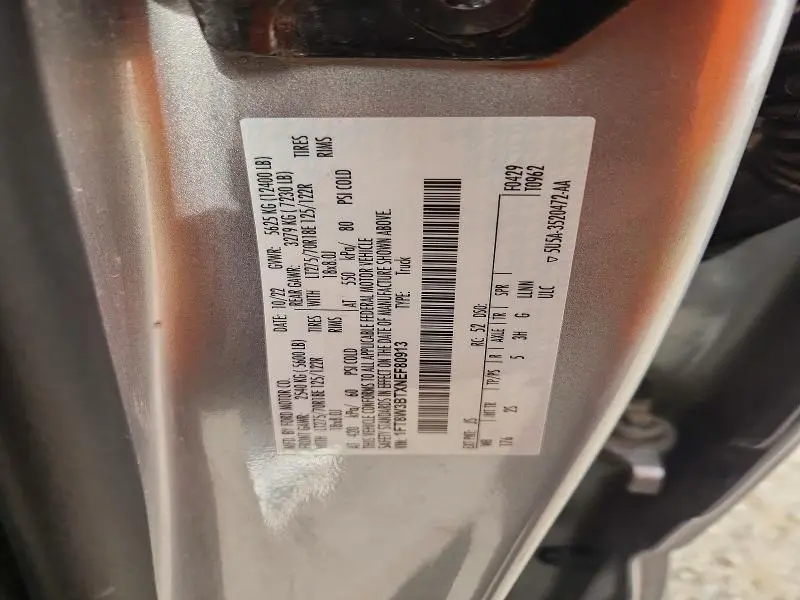 MFD. BY FORD MOTOR CO.
DATE: 10/22 GVWR: 5625 KG (12400 LB)
FRONT GAWR: 2540 KG (5600 LB) REAR GAWR: 3279 KG (7230 LB)
LT275/70R18E 125/122R TIRES WITH LT275/70R18E 125/122R TIRES
18x8.0J RIMS 18x8.0J RIMS
AT 420 kPa/ 60 PSI COLD AT 550 kPa/ 80 PSI COLD
THIS VEHICLE CONFORMS TO ALL APPLICABLE FEDERAL MOTOR VEHICLE
SAFETY STANDARDS IN EFFECT ON THE DATE OF MANUFACTURE SHOWN ABOVE.
VIN: 1FT8W3BTXNEF80913 TYPE: Truck
EXT PNT: JS RC: 52 DSO: F0429
WB INT TR TP/PS R AXLE TR SPR T0962
176 2S 5 3H G LLNN
ULC ▽ 5U5A-3520472-AA